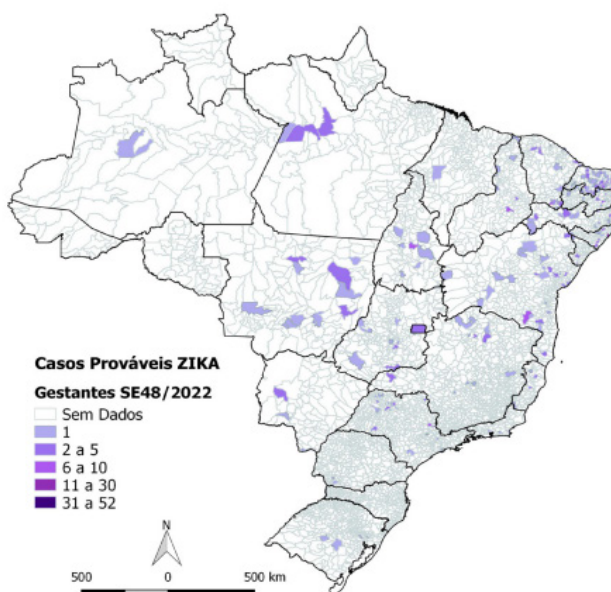 Casos Prováveis ZIKA
Gestantes SE48/2022
Sem Dados
1
2 a 5
6 a 10
11 a 30
31 a 52
N
500 0 500 km